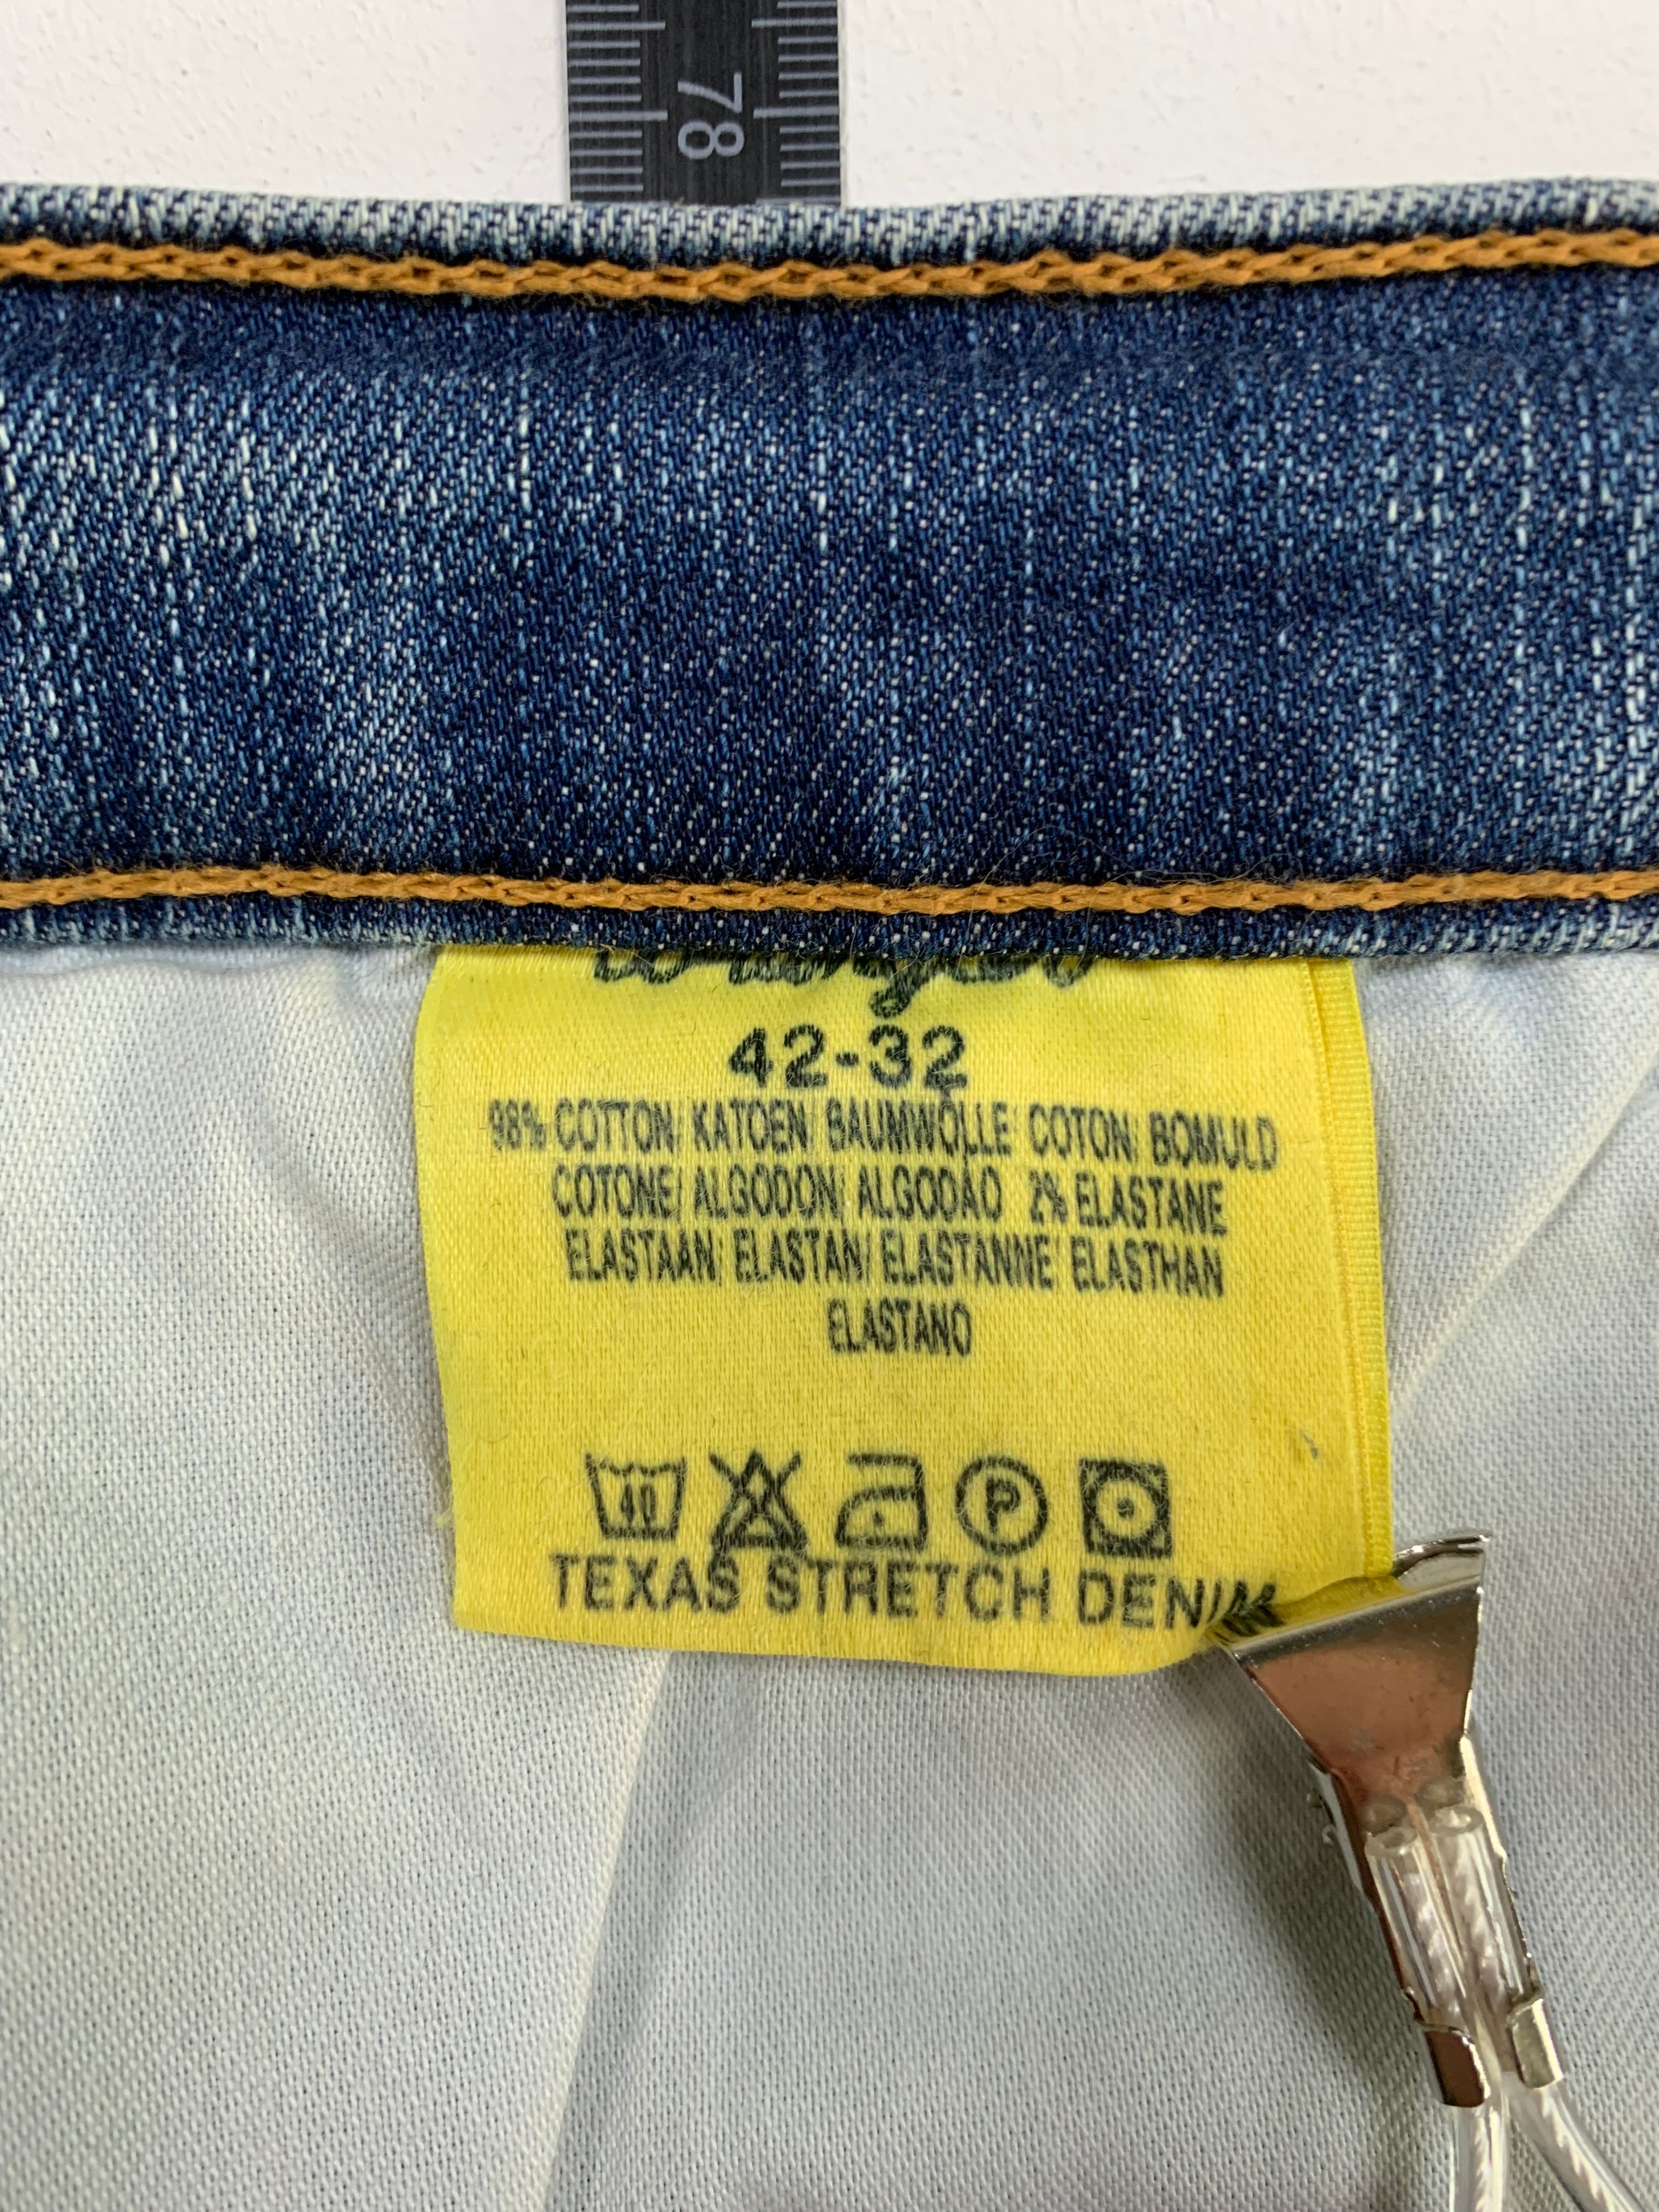 78
Wrangler
42-32
98% COTTON/ KATOEN/ BAUMWOLLE/ COTON/ BOMULD
COTONE/ ALGODON/ ALGODÃO 2% ELASTANE
ELASTAAN/ ELASTAN/ ELASTANNE/ ELASTHAN
ELASTANO
40 P
TEXAS STRETCH DENIM